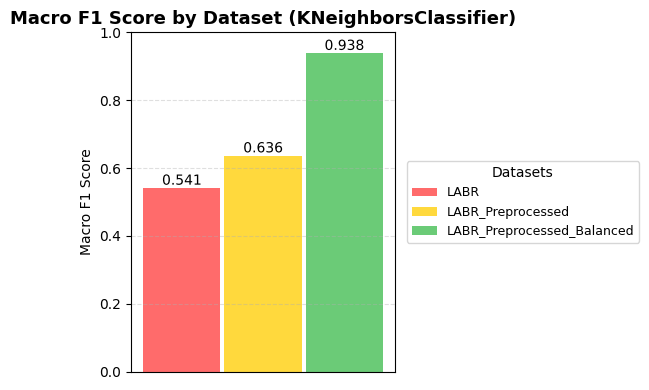 Macro F1 Score by Dataset (KNeighborsClassifier)
Macro F1 Score
1.0
0.8
0.6
0.4
0.2
0.0
0.541
0.636
0.938
Datasets
LABR
LABR_Preprocessed
LABR_Preprocessed_Balanced